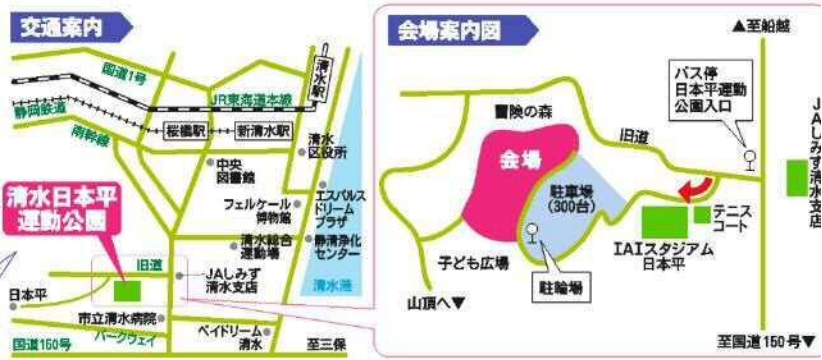 交通案内
国道1号
清水駅
JR東海道本線
静岡鉄道
南幹線
桜橋駅
新清水駅
清水
区役所
中央
図書館
清水日本平
運動公園
フェルケール
博物館
エスパルス
ドリーム
プラザ
清水総合
運動場
静清浄化
センター
旧道
JAしみず
清水支店
清水港
日本平
市立清水病院
パークウェイ
ベイドリーム
清水
国道150号
至三保
会場案内図
▲至船越
バス停
日本平運動
公園入口
冒険の森
旧道
会場
駐車場
(300台)
JAしみず清水支店
テニス
コート
IAIスタジアム
日本平
子ども広場
駐輪場
山頂へ▼
至国道150号▼